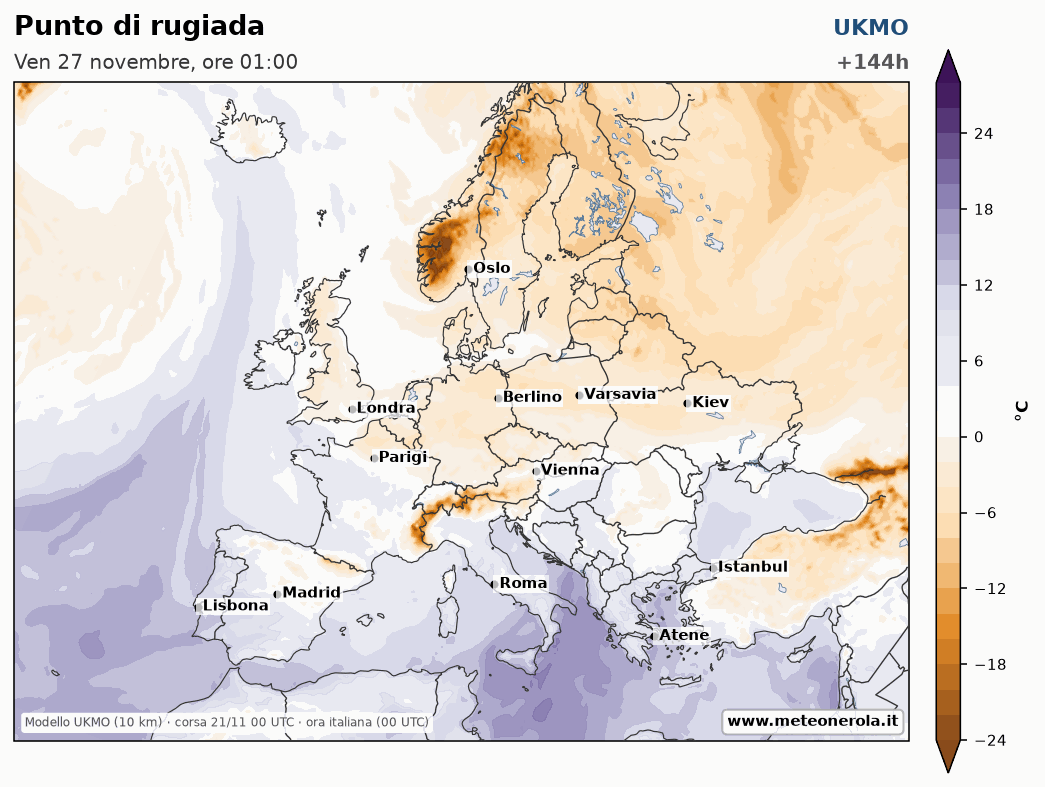 Punto di rugiada
UKMO
Ven 27 novembre, ore 01:00
+144h
Oslo
Londra
Berlino
Varsavia
Kiev
Parigi
Vienna
Istanbul
Roma
Madrid
Lisbona
Atene
Modello UKMO (10 km) · corsa 21/11 00 UTC · ora italiana (00 UTC)
www.meteonerola.it
24
18
12
6
0
−6
−12
−18
−24
°C